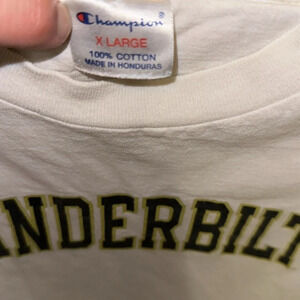 Champion®
X-LARGE
100% COTTON
MADE IN HONDURAS
ANDERBILT